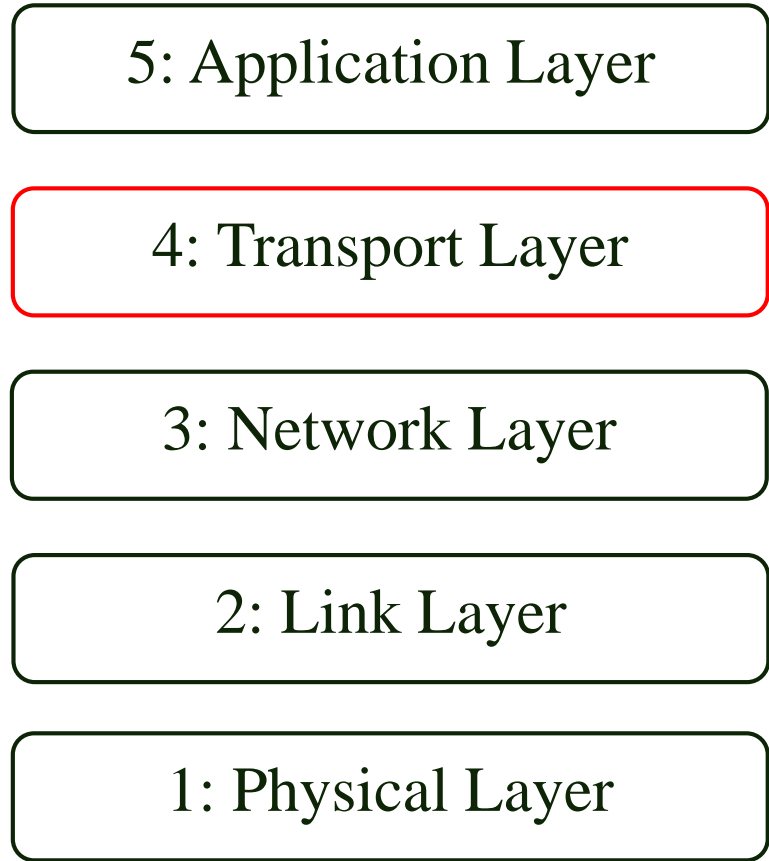 5: Application Layer
4: Transport Layer
3: Network Layer
2: Link Layer
1: Physical Layer